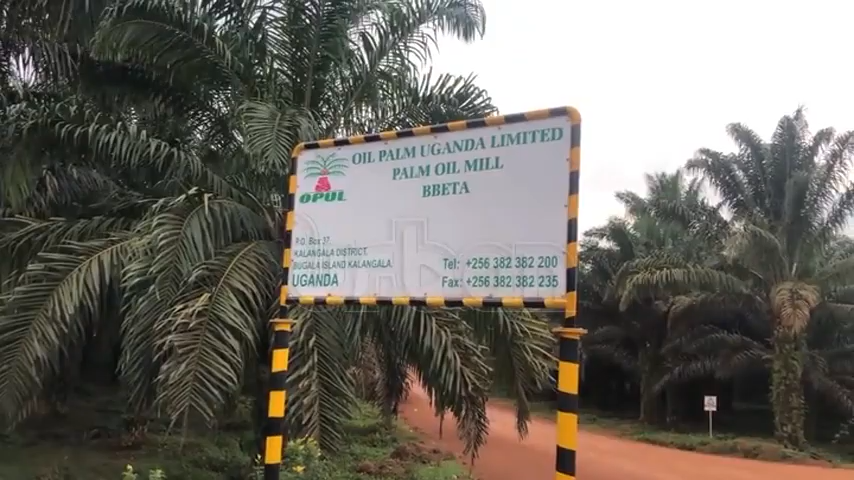 OIL PALM UGANDA LIMITED
PALM OIL MILL
BBETA
OPUL
P.O. Box 37,
KALANGALA DISTRICT,
BUGALA ISLAND KALANGALA.
UGANDA
Tel: +256 382 382 200
Fax: +256 382 382 235